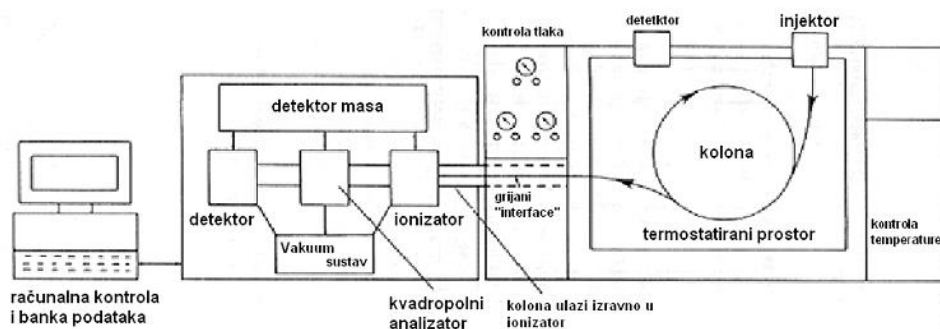 detetktor
injektor
kontrola tlaka
detektor masa
kolona
detektor
ionizator
grijani
"interface"
termostatirani prostor
kontrola
temperature
Vakuum
sustav
računalna kontrola
i banka podataka
kvadropolni
analizator
kolona ulazi izravno u
ionizator